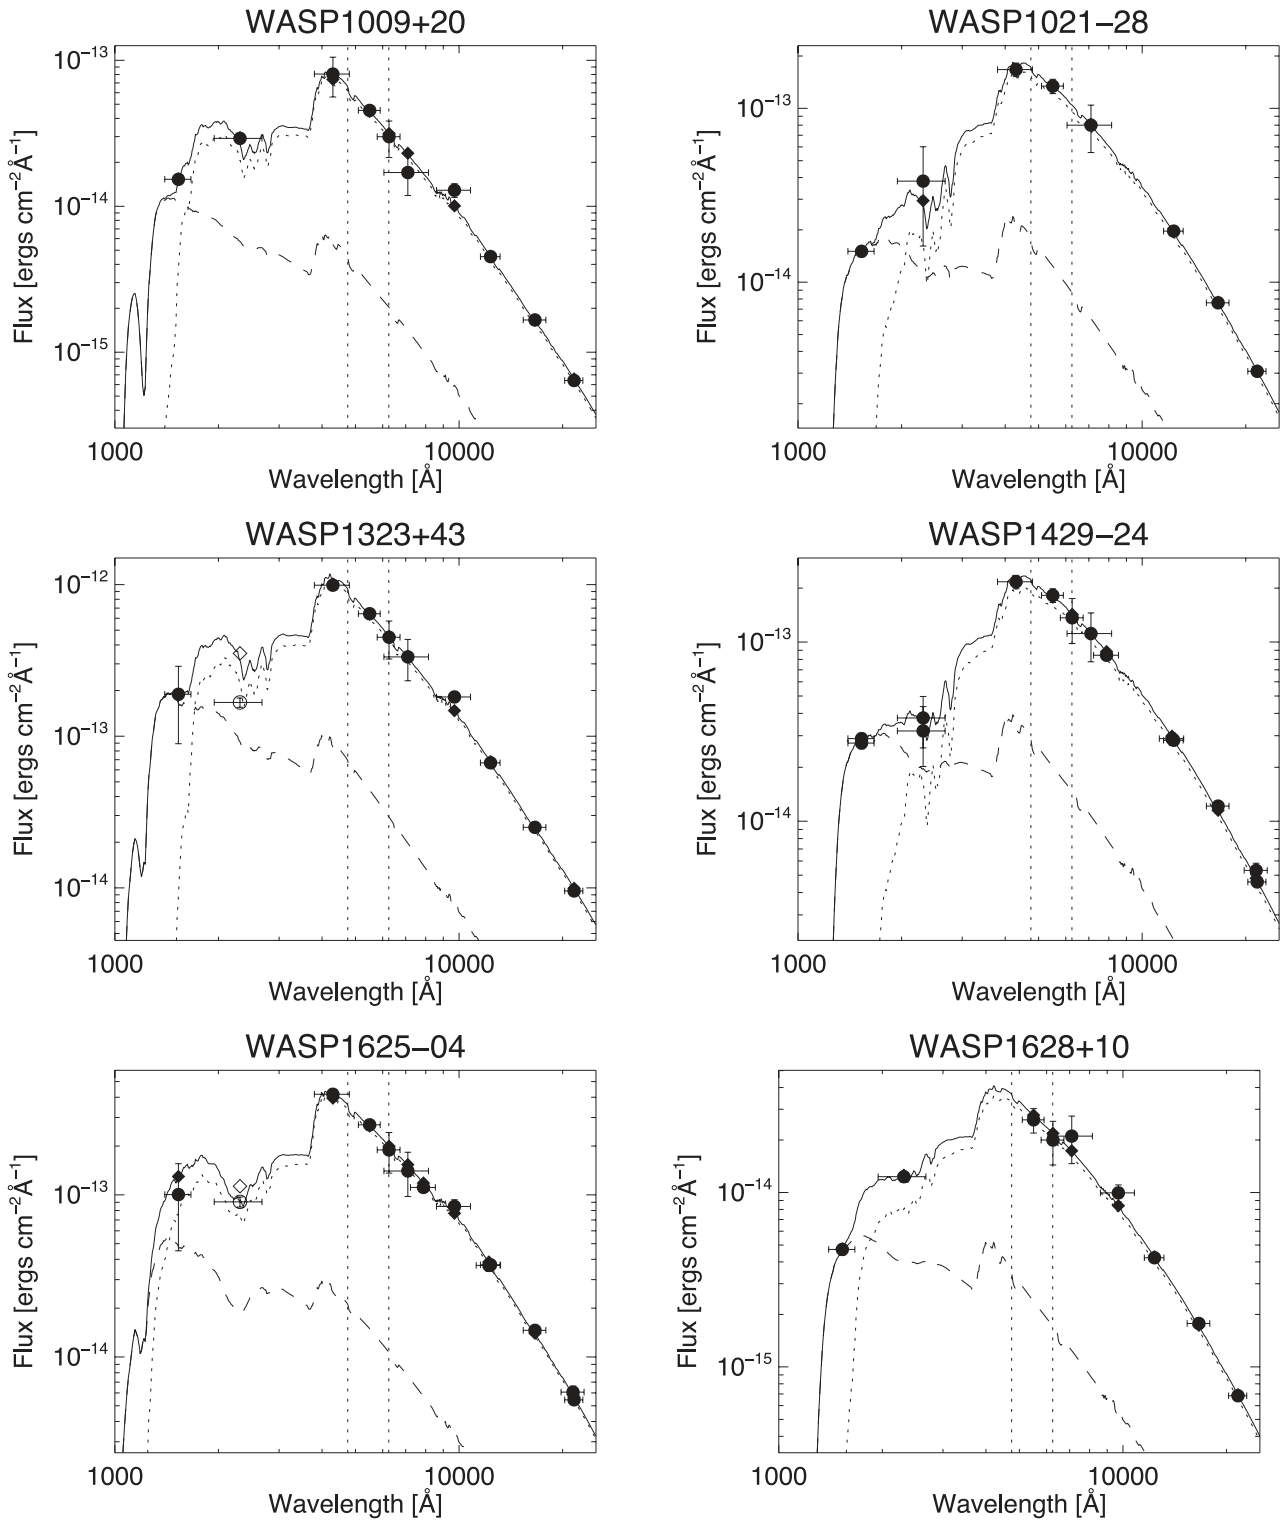 WASP1009+20
Flux [ergs cm⁻²Å⁻¹]
10⁻¹³
10⁻¹⁴
10⁻¹⁵
1000
10000
Wavelength [Å]
WASP1021−28
Flux [ergs cm⁻²Å⁻¹]
10⁻¹³
10⁻¹⁴
1000
10000
Wavelength [Å]
WASP1323+43
Flux [ergs cm⁻²Å⁻¹]
10⁻¹²
10⁻¹³
10⁻¹⁴
1000
10000
Wavelength [Å]
WASP1429−24
Flux [ergs cm⁻²Å⁻¹]
10⁻¹³
10⁻¹⁴
1000
10000
Wavelength [Å]
WASP1625−04
Flux [ergs cm⁻²Å⁻¹]
10⁻¹³
10⁻¹⁴
1000
10000
Wavelength [Å]
WASP1628+10
Flux [ergs cm⁻²Å⁻¹]
10⁻¹⁴
10⁻¹⁵
1000
10000
Wavelength [Å]